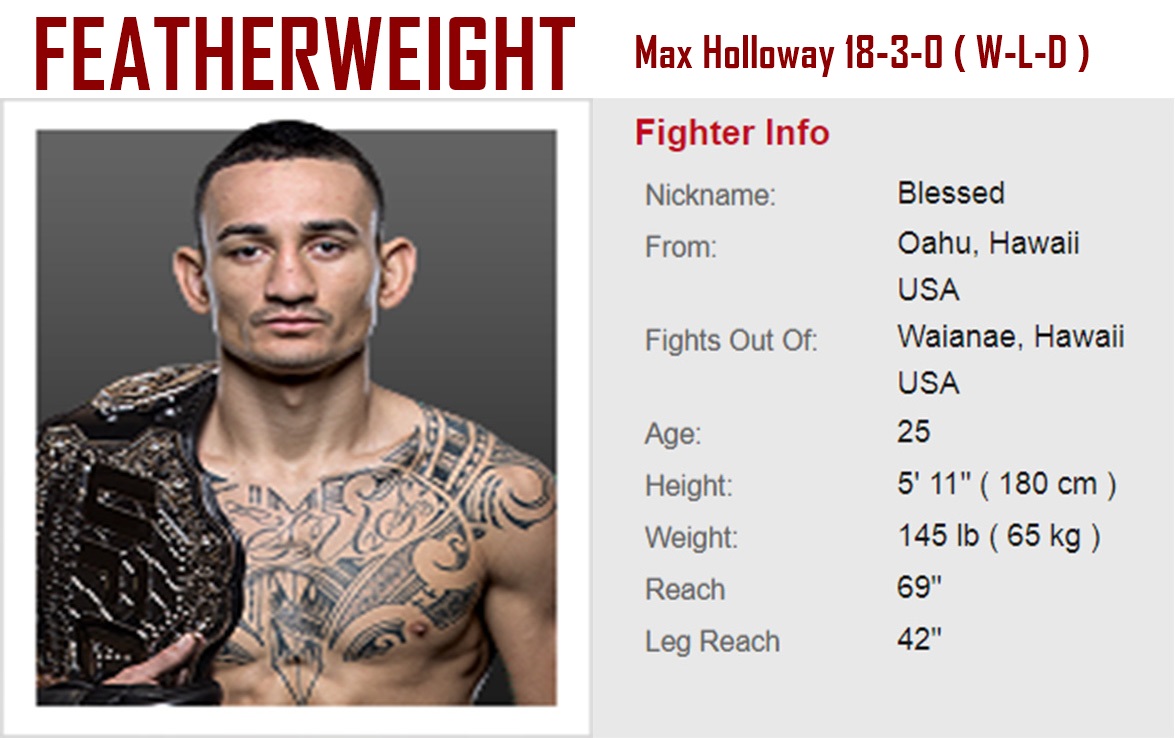 FEATHERWEIGHT
Max Holloway 18-3-0 ( W-L-D )
Fighter Info
Nickname: Blessed
From: Oahu, Hawaii
USA
Fights Out Of: Waianae, Hawaii
USA
Age: 25
Height: 5' 11" ( 180 cm )
Weight: 145 lb ( 65 kg )
Reach 69"
Leg Reach 42"